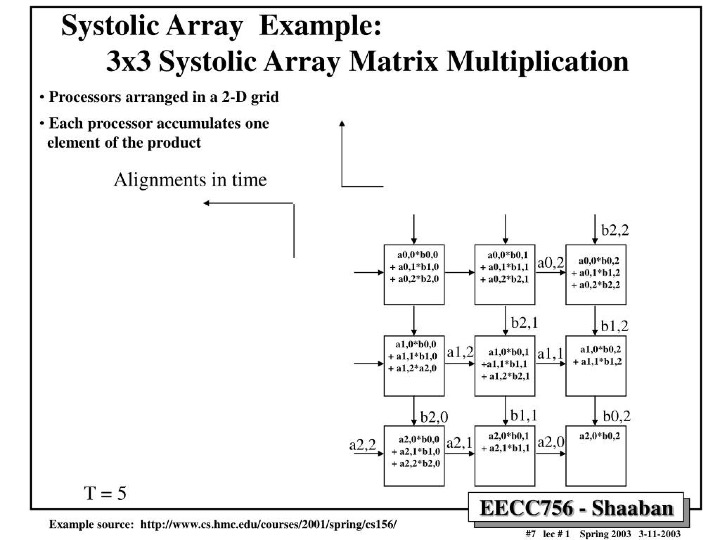 Systolic Array Example:
3x3 Systolic Array Matrix Multiplication
• Processors arranged in a 2-D grid
• Each processor accumulates one
element of the product
Alignments in time
b2,2
a0,0*b0,0
+ a0,1*b1,0
+ a0,2*b2,0
a0,0*b0,1
+ a0,1*b1,1
+ a0,2*b2,1
a0,2
a0,0*b0,2
+ a0,1*b1,2
+ a0,2*b2,2
b2,1
b1,2
a1,0*b0,0
+ a1,1*b1,0
+ a1,2*a2,0
a1,2
a1,0*b0,1
+a1,1*b1,1
+ a1,2*b2,1
a1,1
a1,0*b0,2
+ a1,1*b1,2
b2,0
b1,1
b0,2
a2,2
a2,0*b0,0
+ a2,1*b1,0
+ a2,2*b2,0
a2,1
a2,0*b0,1
+ a2,1*b1,1
a2,0
a2,0*b0,2
T = 5
EECC756 - Shaaban
Example source: http://www.cs.hmc.edu/courses/2001/spring/cs156/
#7 lec # 1 Spring 2003 3-11-2003